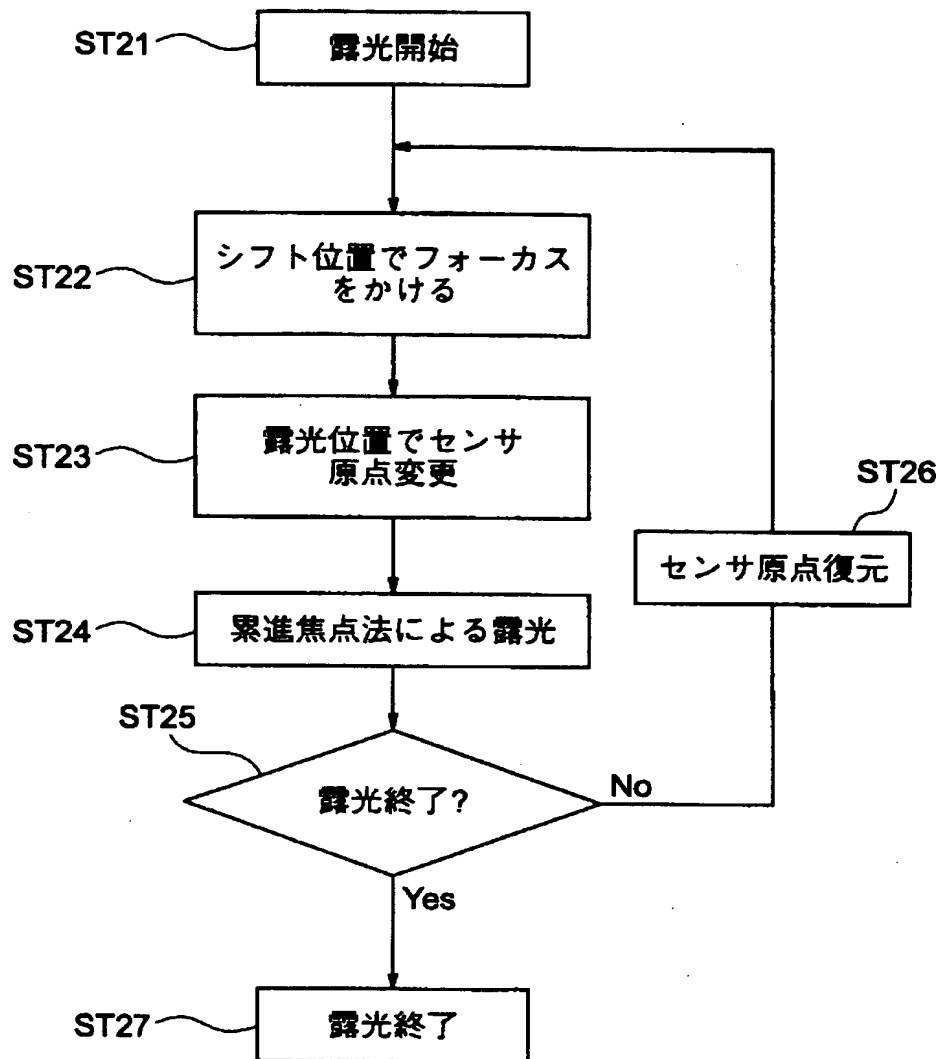 ST21
露光開始
ST22
シフト位置でフォーカス
をかける
ST23
露光位置でセンサ
原点変更
ST26
センサ原点復元
ST24
累進焦点法による露光
ST25
露光終了?
No
Yes
ST27
露光終了